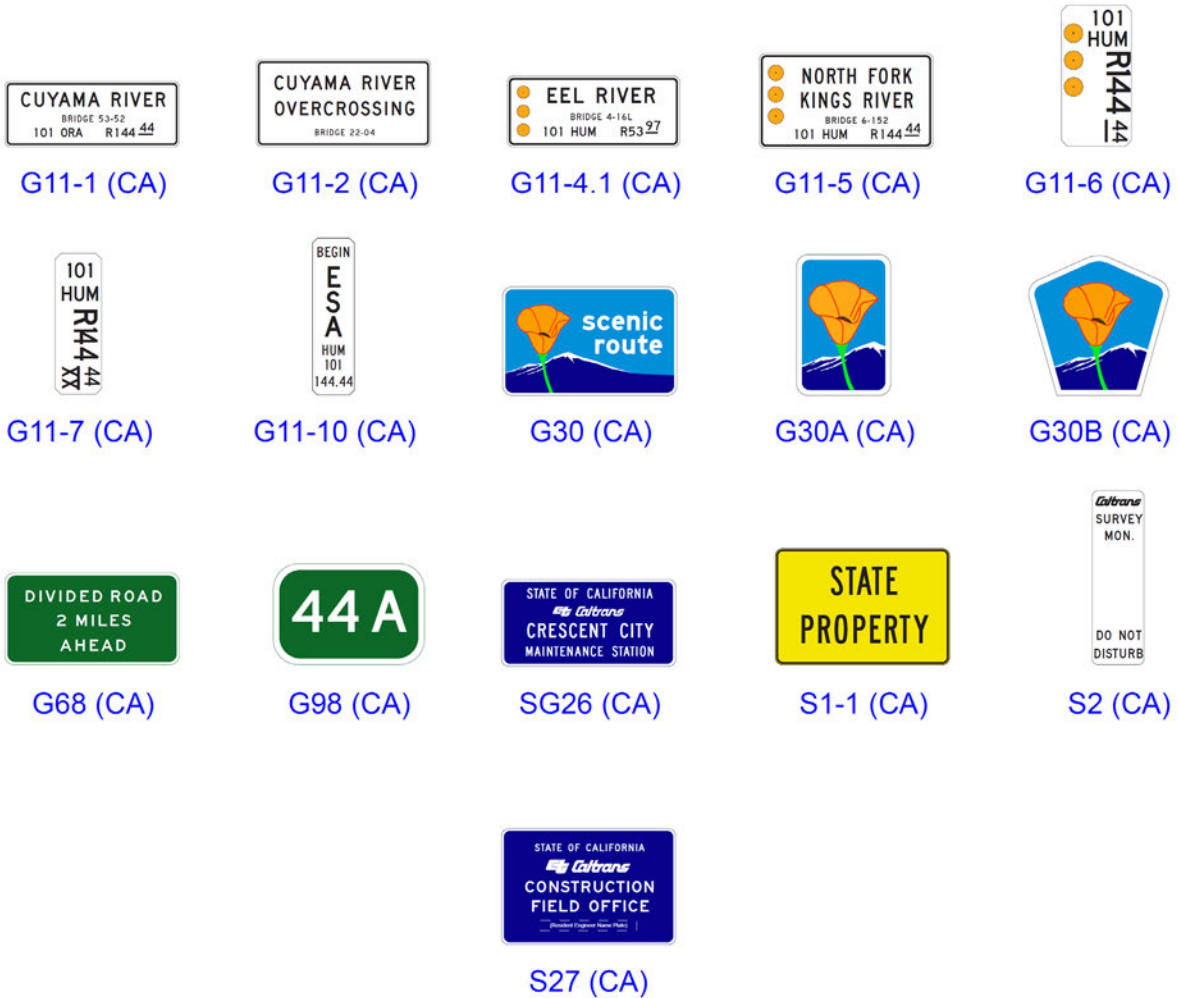 CUYAMA RIVER
BRIDGE 53-52
101 ORA R144 44
G11-1 (CA)
CUYAMA RIVER
OVERCROSSING
BRIDGE 22-04
G11-2 (CA)
EEL RIVER
BRIDGE 4-16L
101 HUM R53 97
G11-4.1 (CA)
NORTH FORK
KINGS RIVER
BRIDGE 6-152
101 HUM R144 44
G11-5 (CA)
101
HUM
R144 44
G11-6 (CA)
101
HUM
R144 44
XX
G11-7 (CA)
BEGIN
E
S
A
HUM
101
144.44
G11-10 (CA)
scenic
route
G30 (CA)
G30A (CA)
G30B (CA)
DIVIDED ROAD
2 MILES
AHEAD
G68 (CA)
44 A
G98 (CA)
STATE OF CALIFORNIA
ct Caltrans
CRESCENT CITY
MAINTENANCE STATION
SG26 (CA)
STATE
PROPERTY
S1-1 (CA)
Caltrans
SURVEY
MON.
DO NOT
DISTURB
S2 (CA)
STATE OF CALIFORNIA
ct Caltrans
CONSTRUCTION
FIELD OFFICE
(Resident Engineer Name Plate)
S27 (CA)